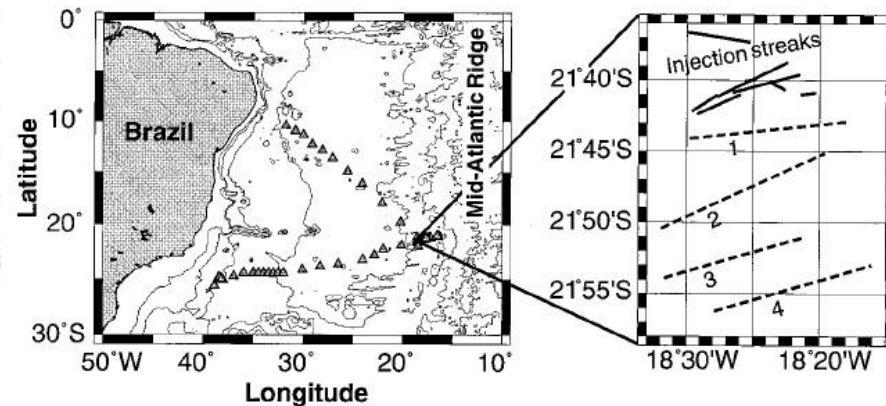 0°
10°
20°
30°S
Latitude
Brazil
Mid-Atlantic Ridge
50°W
40°
30°
20°
10°
Longitude
Injection streaks
21°40'S
21°45'S
21°50'S
21°55'S
1
2
3
4
18°30'W
18°20'W